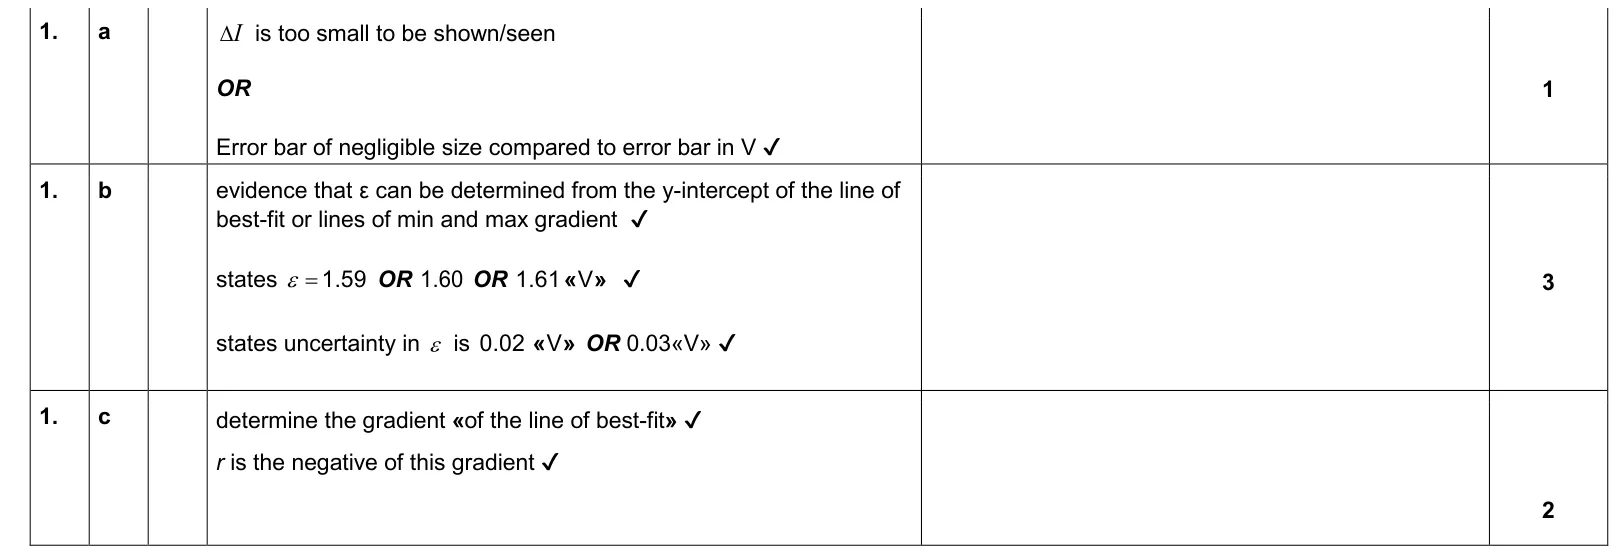 1. a ΔI is too small to be shown/seen
OR
1
Error bar of negligible size compared to error bar in V ✓
1. b evidence that ε can be determined from the y-intercept of the line of
best-fit or lines of min and max gradient ✓
states ε = 1.59 OR 1.60 OR 1.61 «V» ✓
3
states uncertainty in ε is 0.02 «V» OR 0.03«V» ✓
1. c determine the gradient «of the line of best-fit» ✓
r is the negative of this gradient ✓
2